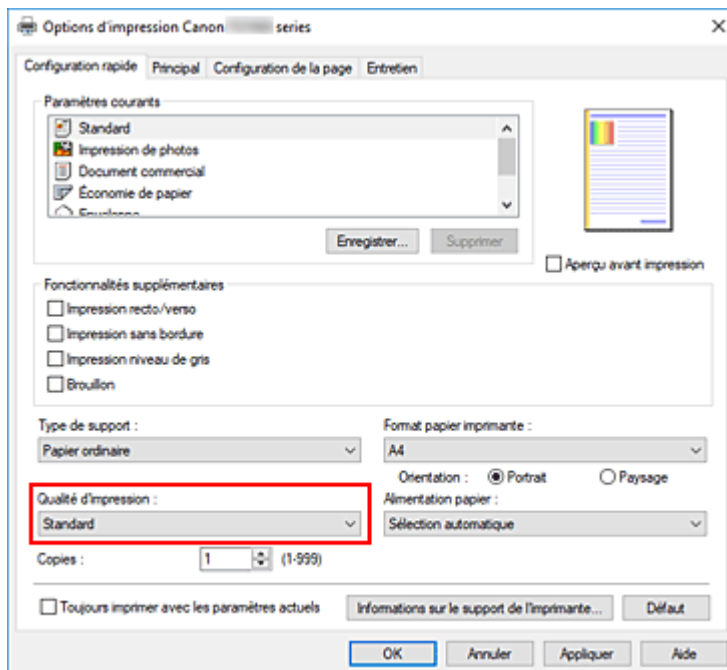 Options d'impression Canon series
Configuration rapide Principal Configuration de la page Entretien
Paramètres courants
Standard
Impression de photos
Document commercial
Économie de papier
Enregistrer... Supprimer
Aperçu avant impression
Fonctionnalités supplémentaires
Impression recto/verso
Impression sans bordure
Impression niveau de gris
Brouillon
Type de support : Format papier imprimante :
Papier ordinaire A4
Orientation : Portrait Paysage
Qualité d'impression : Alimentation papier :
Standard Sélection automatique
Copies : 1 (1-999)
Toujours imprimer avec les paramètres actuels Informations sur le support de l'imprimante... Défaut
OK Annuler Appliquer Aide